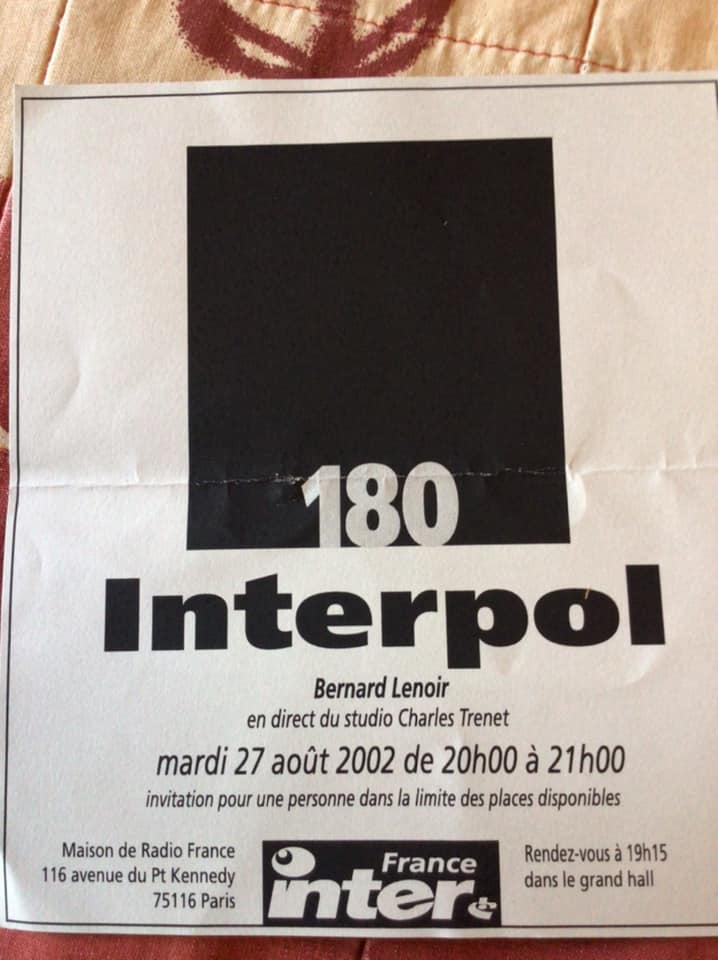 180
Interpol
Bernard Lenoir
en direct du studio Charles Trenet
mardi 27 août 2002 de 20h00 à 21h00
invitation pour une personne dans la limite des places disponibles
Maison de Radio France
116 avenue du Pt Kennedy
75116 Paris
France
inter
Rendez-vous à 19h15
dans le grand hall